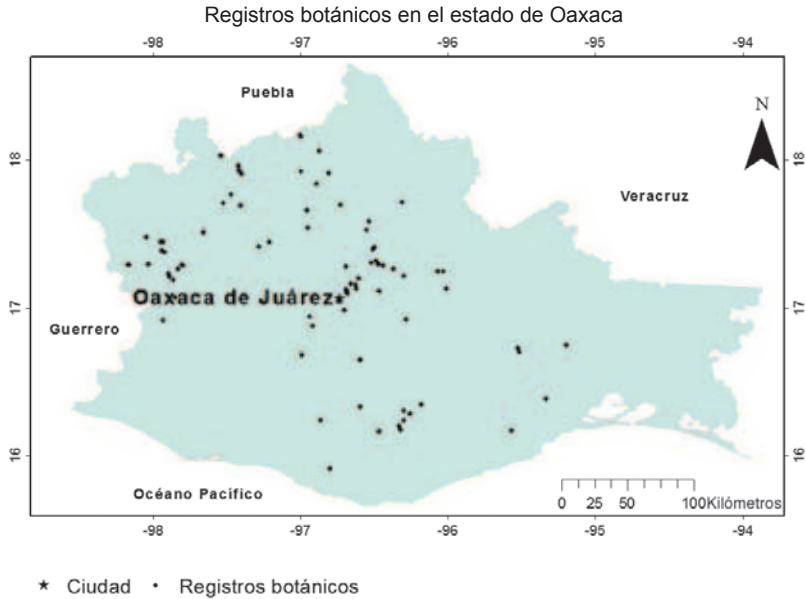 Registros botánicos en el estado de Oaxaca
-98 -97 -96 -95 -94
Puebla
N
18 18
Veracruz
Oaxaca de Juárez
17 17
Guerrero
16 16
Océano Pacífico
0 25 50 100Kilómetros
-98 -97 -96 -95 -94
Ciudad • Registros botánicos